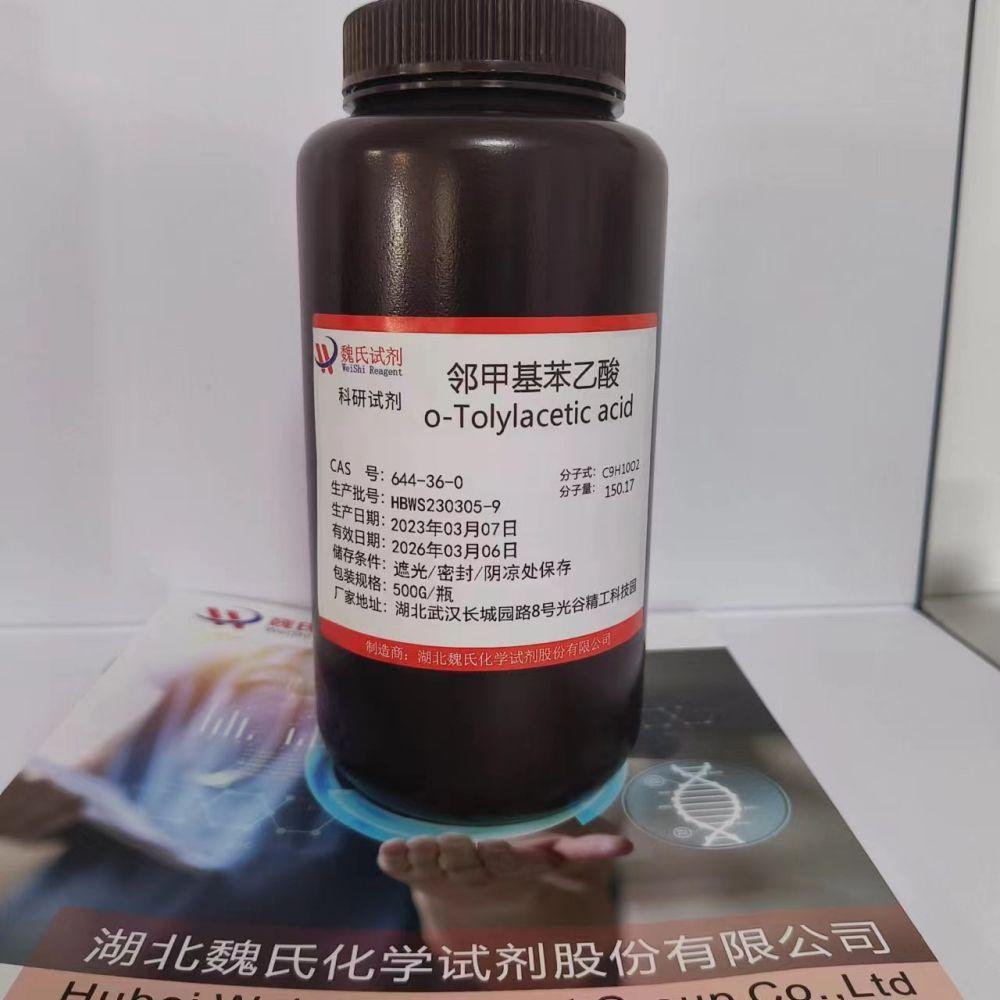 魏氏试剂
WeiShi Reagent
科研试剂
邻甲基苯乙酸
o-Tolylacetic acid
CAS 号: 644-36-0
分子式: C9H10O2
生产批号: HBWS230305-9
分子量: 150.17
生产日期: 2023年03月07日
有效日期: 2026年03月06日
储存条件: 遮光/密封/阴凉处保存
包装规格: 500G/瓶
厂家地址: 湖北武汉长城园路8号光谷精工科技园
制造商: 湖北魏氏化学试剂股份有限公司
魏氏
湖北魏氏化学试剂股份有限公司
Hubei Co.,Ltd